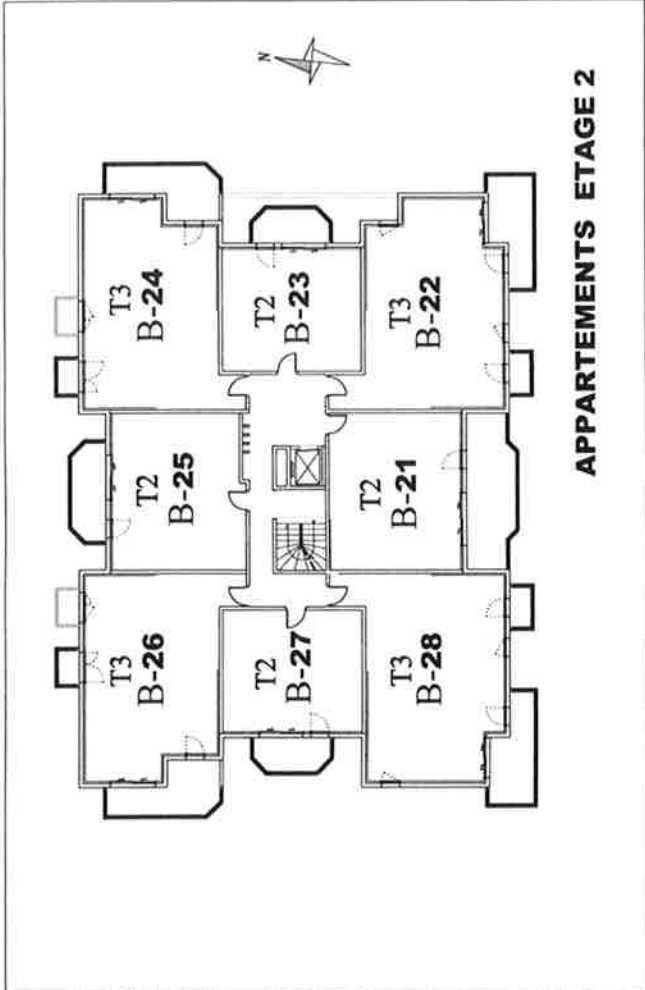 N
T3
B-24
T2
B-23
T3
B-22
T2
B-25
T2
B-21
T3
B-26
T2
B-27
T3
B-28
APPARTEMENTS ETAGE 2